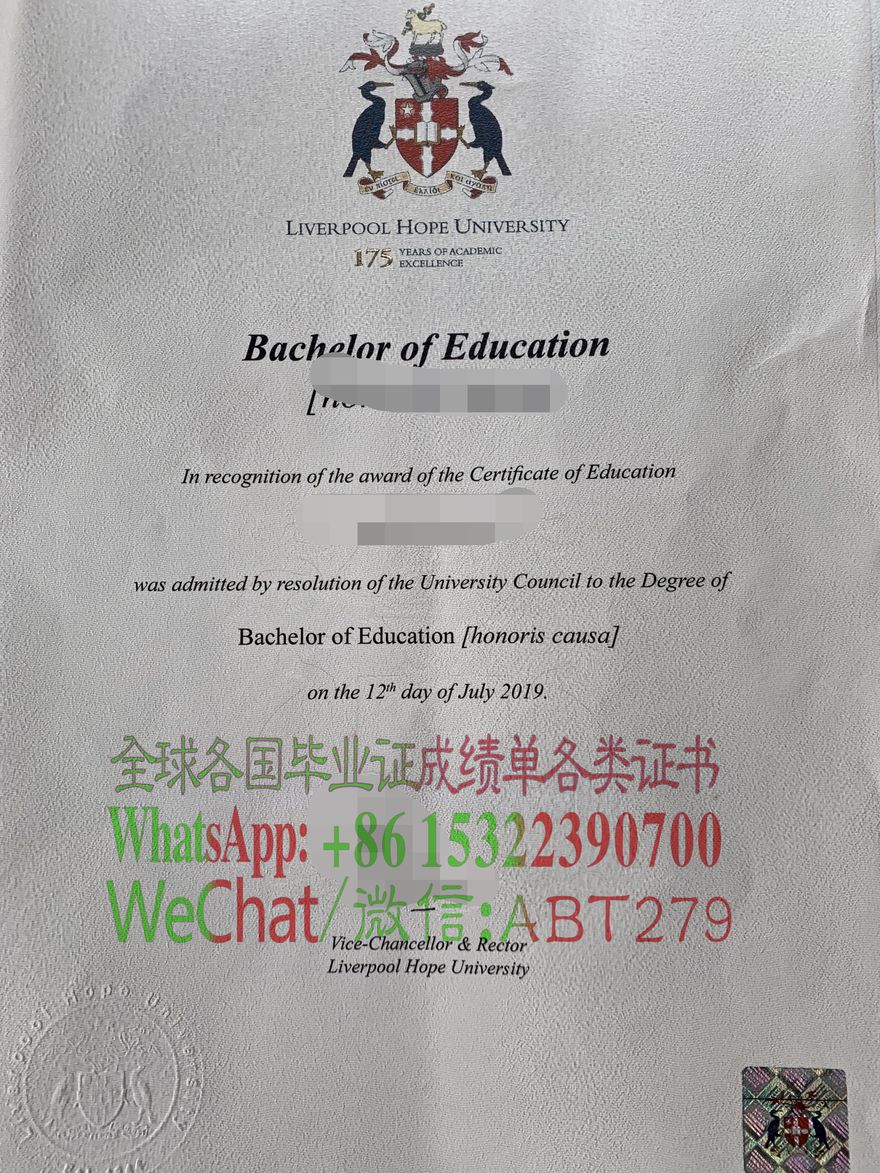 LIVERPOOL HOPE UNIVERSITY
175 YEARS OF ACADEMIC
EXCELLENCE
Bachelor of Education
In recognition of the award of the Certificate of Education
was admitted by resolution of the University Council to the Degree of
Bachelor of Education [honoris causa]
on the 12th day of July 2019.
全球各国毕业证成绩单各类证书
WhatsApp: +86 15322390700
WeChat/微信:ABT279
Vice-Chancellor & Rector
Liverpool Hope University
Liverpool Hope University